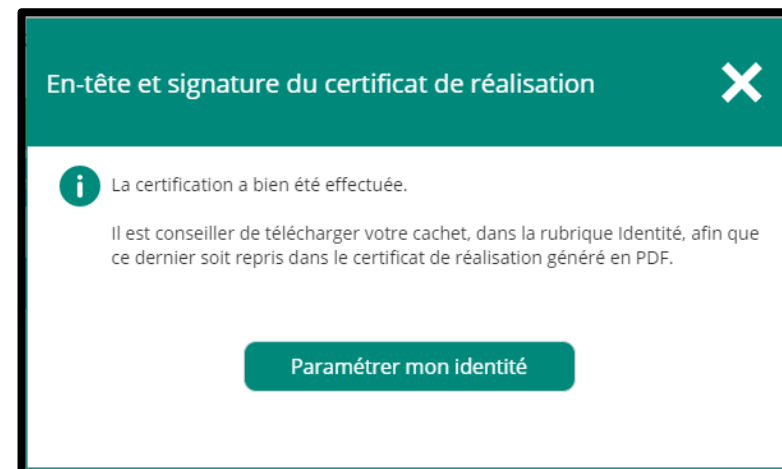 En-tête et signature du certificat de réalisation
La certification a bien été effectuée.
Il est conseiller de télécharger votre cachet, dans la rubrique Identité, afin que
ce dernier soit repris dans le certificat de réalisation généré en PDF.
Paramétrer mon identité